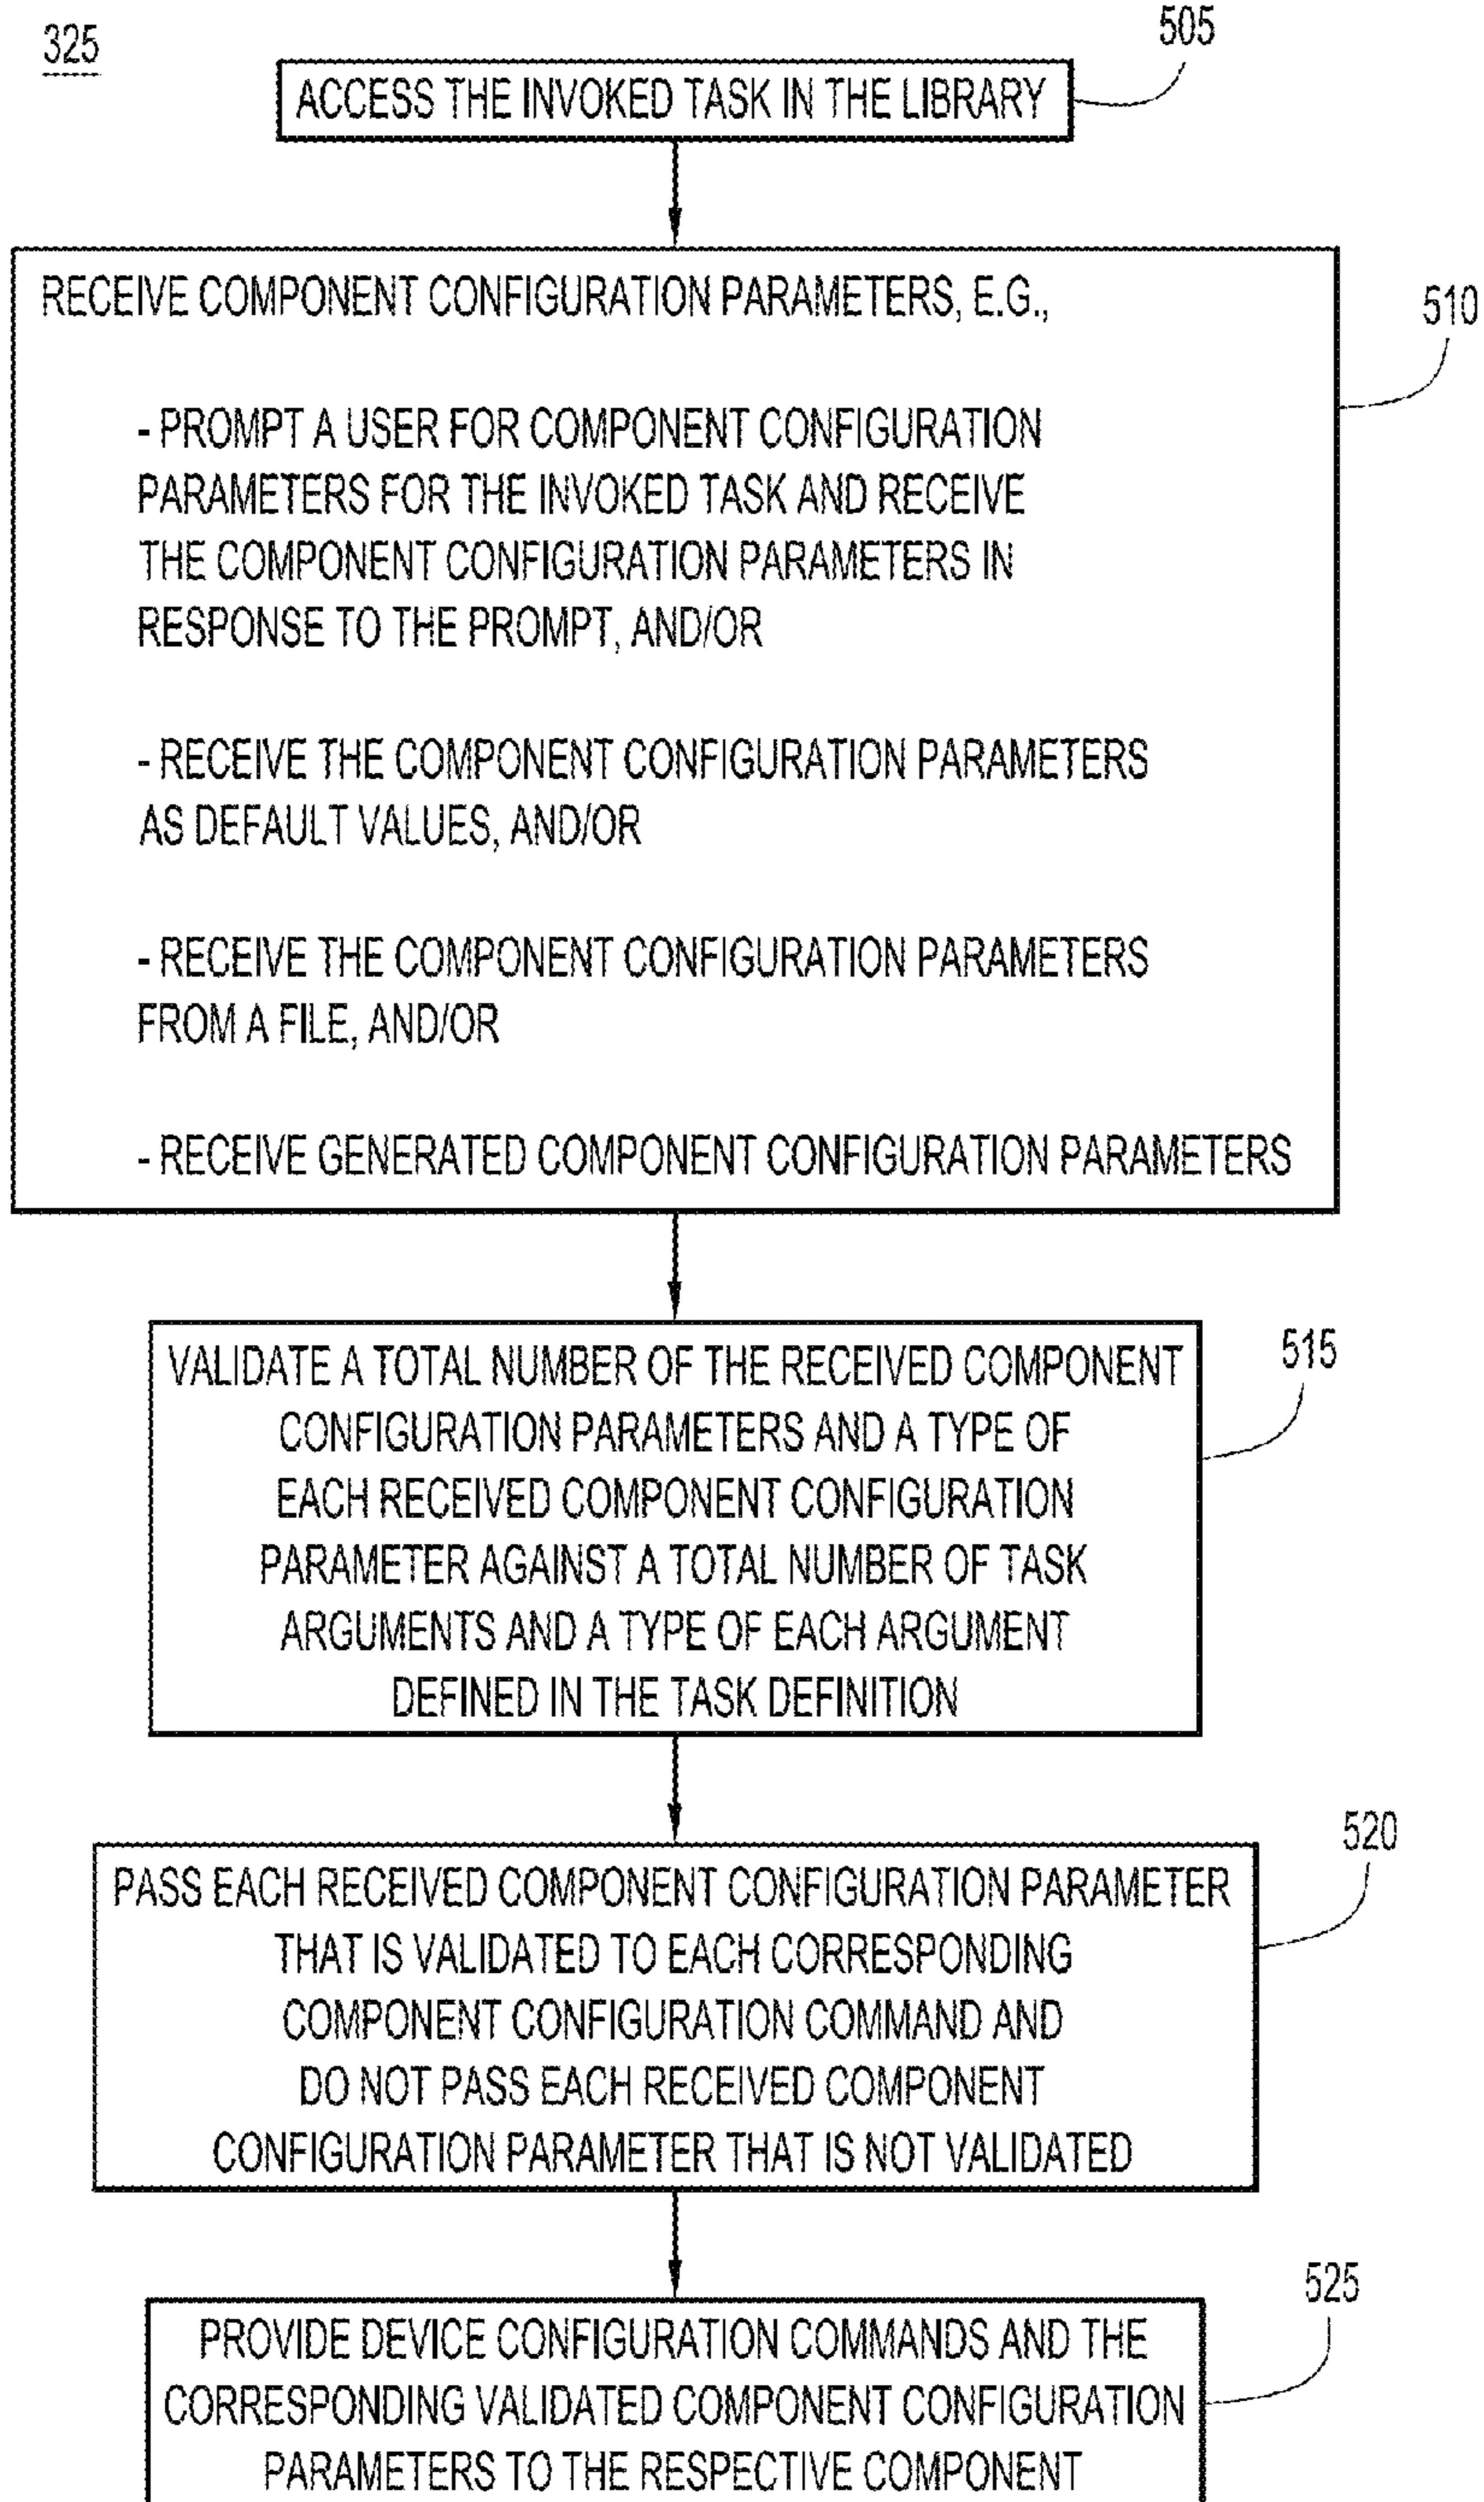 325
505
ACCESS THE INVOKED TASK IN THE LIBRARY
510
RECEIVE COMPONENT CONFIGURATION PARAMETERS, E.G.,
- PROMPT A USER FOR COMPONENT CONFIGURATION
PARAMETERS FOR THE INVOKED TASK AND RECEIVE
THE COMPONENT CONFIGURATION PARAMETERS IN
RESPONSE TO THE PROMPT, AND/OR
- RECEIVE THE COMPONENT CONFIGURATION PARAMETERS
AS DEFAULT VALUES, AND/OR
- RECEIVE THE COMPONENT CONFIGURATION PARAMETERS
FROM A FILE, AND/OR
- RECEIVE GENERATED COMPONENT CONFIGURATION PARAMETERS
515
VALIDATE A TOTAL NUMBER OF THE RECEIVED COMPONENT
CONFIGURATION PARAMETERS AND A TYPE OF
EACH RECEIVED COMPONENT CONFIGURATION
PARAMETER AGAINST A TOTAL NUMBER OF TASK
ARGUMENTS AND A TYPE OF EACH ARGUMENT
DEFINED IN THE TASK DEFINITION
520
PASS EACH RECEIVED COMPONENT CONFIGURATION PARAMETER
THAT IS VALIDATED TO EACH CORRESPONDING
COMPONENT CONFIGURATION COMMAND AND
DO NOT PASS EACH RECEIVED COMPONENT
CONFIGURATION PARAMETER THAT IS NOT VALIDATED
525
PROVIDE DEVICE CONFIGURATION COMMANDS AND THE
CORRESPONDING VALIDATED COMPONENT CONFIGURATION
PARAMETERS TO THE RESPECTIVE COMPONENT